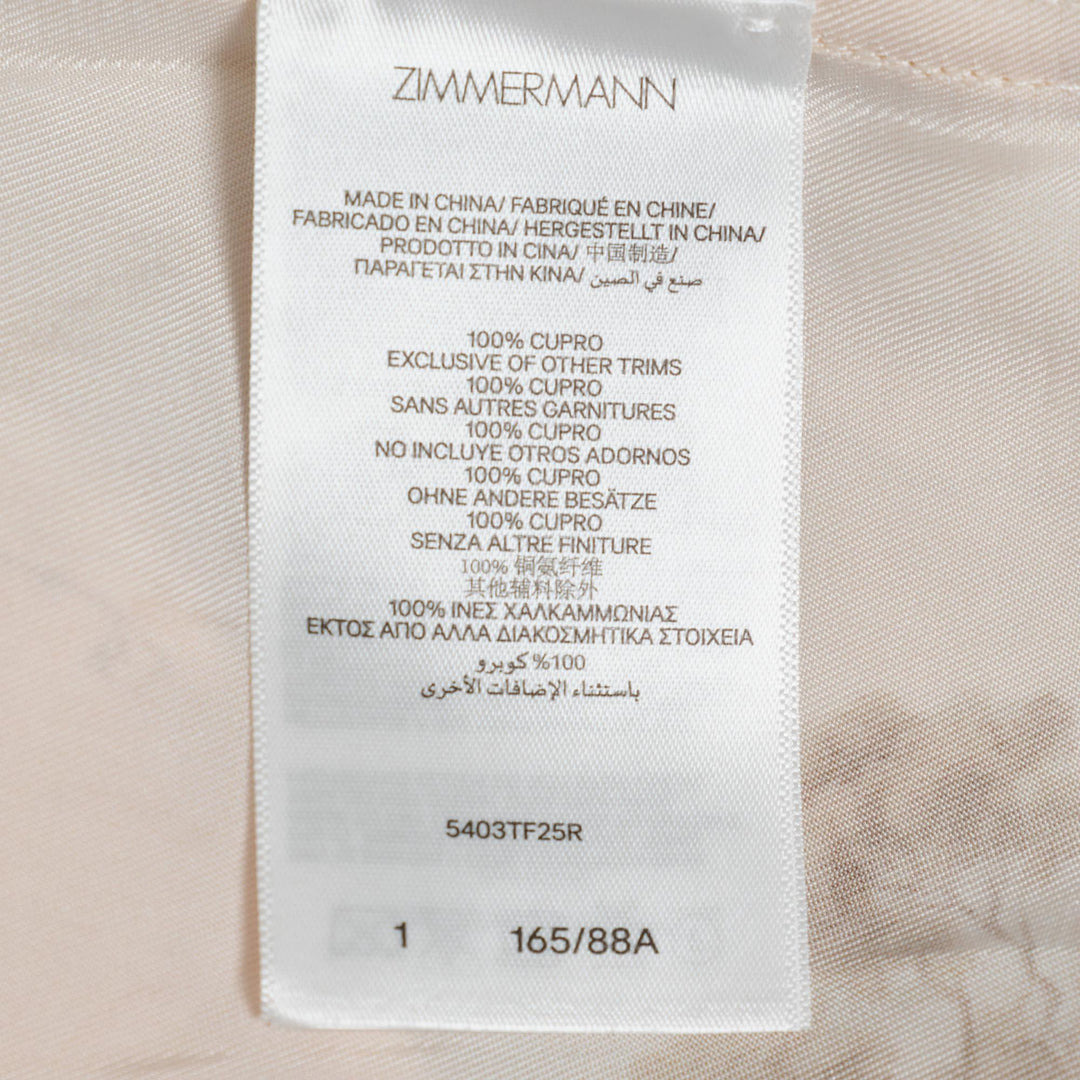 ZIMMERMANN
MADE IN CHINA/ FABRIQUÉ EN CHINE/
FABRICADO EN CHINA/ HERGESTELLT IN CHINA/
PRODOTTO IN CINA/ 中国制造/
ΠΑΡΑΓΕΤΑΙ ΣΤΗΝ ΚΙΝΑ/ صنع في الصين
100% CUPRO
EXCLUSIVE OF OTHER TRIMS
100% CUPRO
SANS AUTRES GARNITURES
100% CUPRO
NO INCLUYE OTROS ADORNOS
100% CUPRO
OHNE ANDERE BESÄTZE
100% CUPRO
SENZA ALTRE FINITURE
100% 铜氨纤维
其他辅料除外
100% ΙΝΕΣ ΧΑΛΚΑΜΜΩΝΙΑΣ
ΕΚΤΟΣ ΑΠΟ ΑΛΛΑ ΔΙΑΚΟΣΜΗΤΙΚΑ ΣΤΟΙΧΕΙΑ
%100 كوبرو
باستثناء الإضافات الأخرى
5403TF25R
1 165/88A